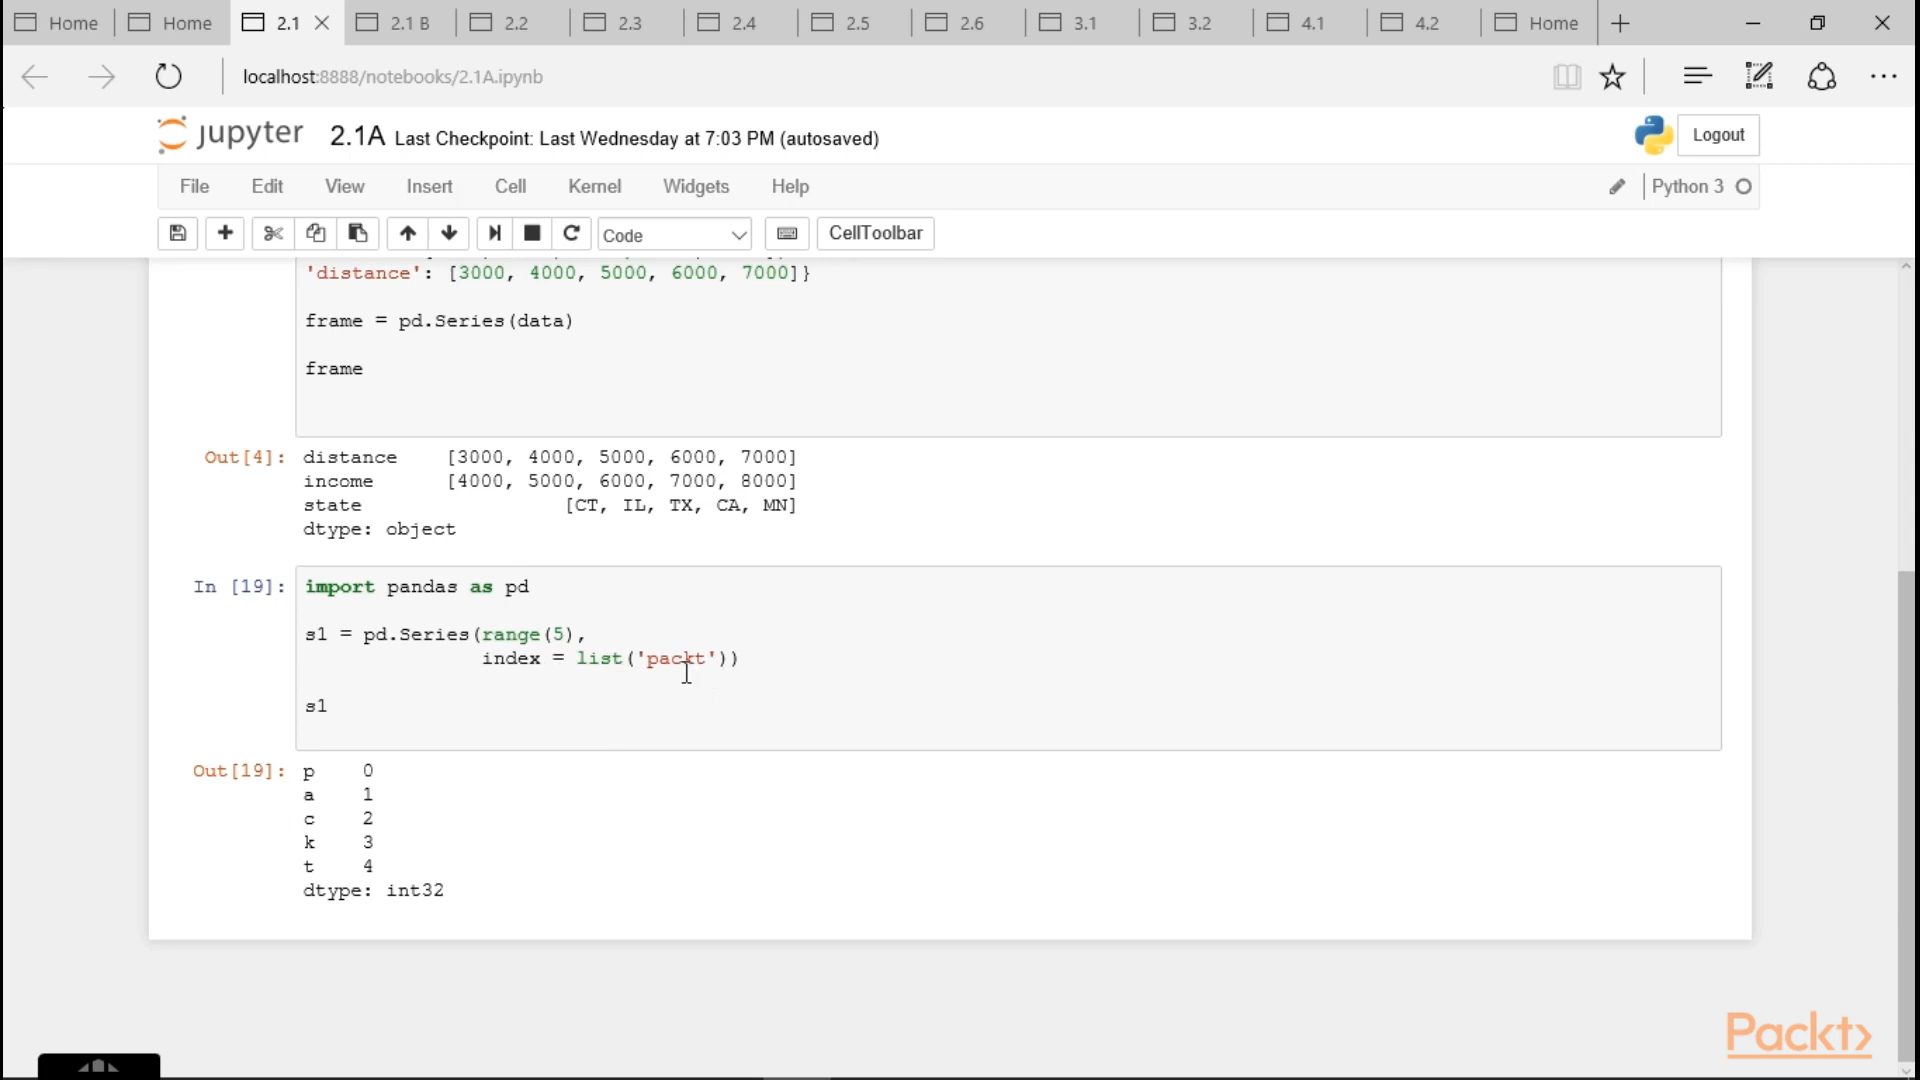 Home Home 2.1 2.1 B 2.2 2.3 2.4 2.5 2.6 3.1 3.2 4.1 4.2 Home
localhost:8888/notebooks/2.1A.ipynb
jupyter 2.1A Last Checkpoint: Last Wednesday at 7:03 PM (autosaved) Logout
File Edit View Insert Cell Kernel Widgets Help Python 3
Code CellToolbar
'distance': [3000, 4000, 5000, 6000, 7000]}
frame = pd.Series(data)
frame
Out[4]: distance [3000, 4000, 5000, 6000, 7000]
income [4000, 5000, 6000, 7000, 8000]
state [CT, IL, TX, CA, MN]
dtype: object
In [19]: import pandas as pd
s1 = pd.Series(range(5),
index = list('packt'))
s1
Out[19]: p 0
a 1
c 2
k 3
t 4
dtype: int32
Packt>